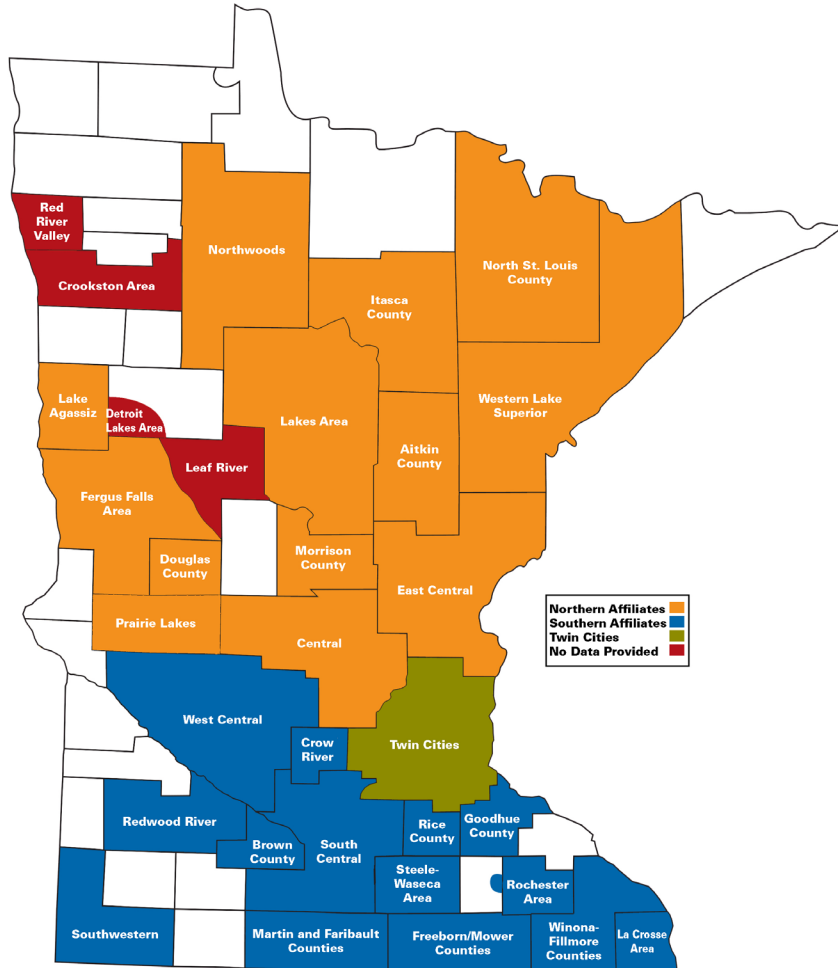 Red
River
Valley
Northwoods
North St. Louis
County
Crookston Area
Itasca
County
Lake
Agassiz
Detroit
Lakes Area
Lakes Area
Western Lake
Superior
Aitkin
County
Leaf River
Fergus Falls
Area
Morrison
County
Douglas
County
East Central
Northern Affiliates
Southern Affiliates
Twin Cities
No Data Provided
Prairie Lakes
Central
West Central
Crow
River
Twin Cities
Redwood River
Rice
County
Goodhue
County
Brown
County
South
Central
Steele-
Waseca
Area
Rochester
Area
Southwestern
Martin and Faribault
Counties
Freeborn/Mower
Counties
Winona-
Fillmore
Counties
La Crosse
Area